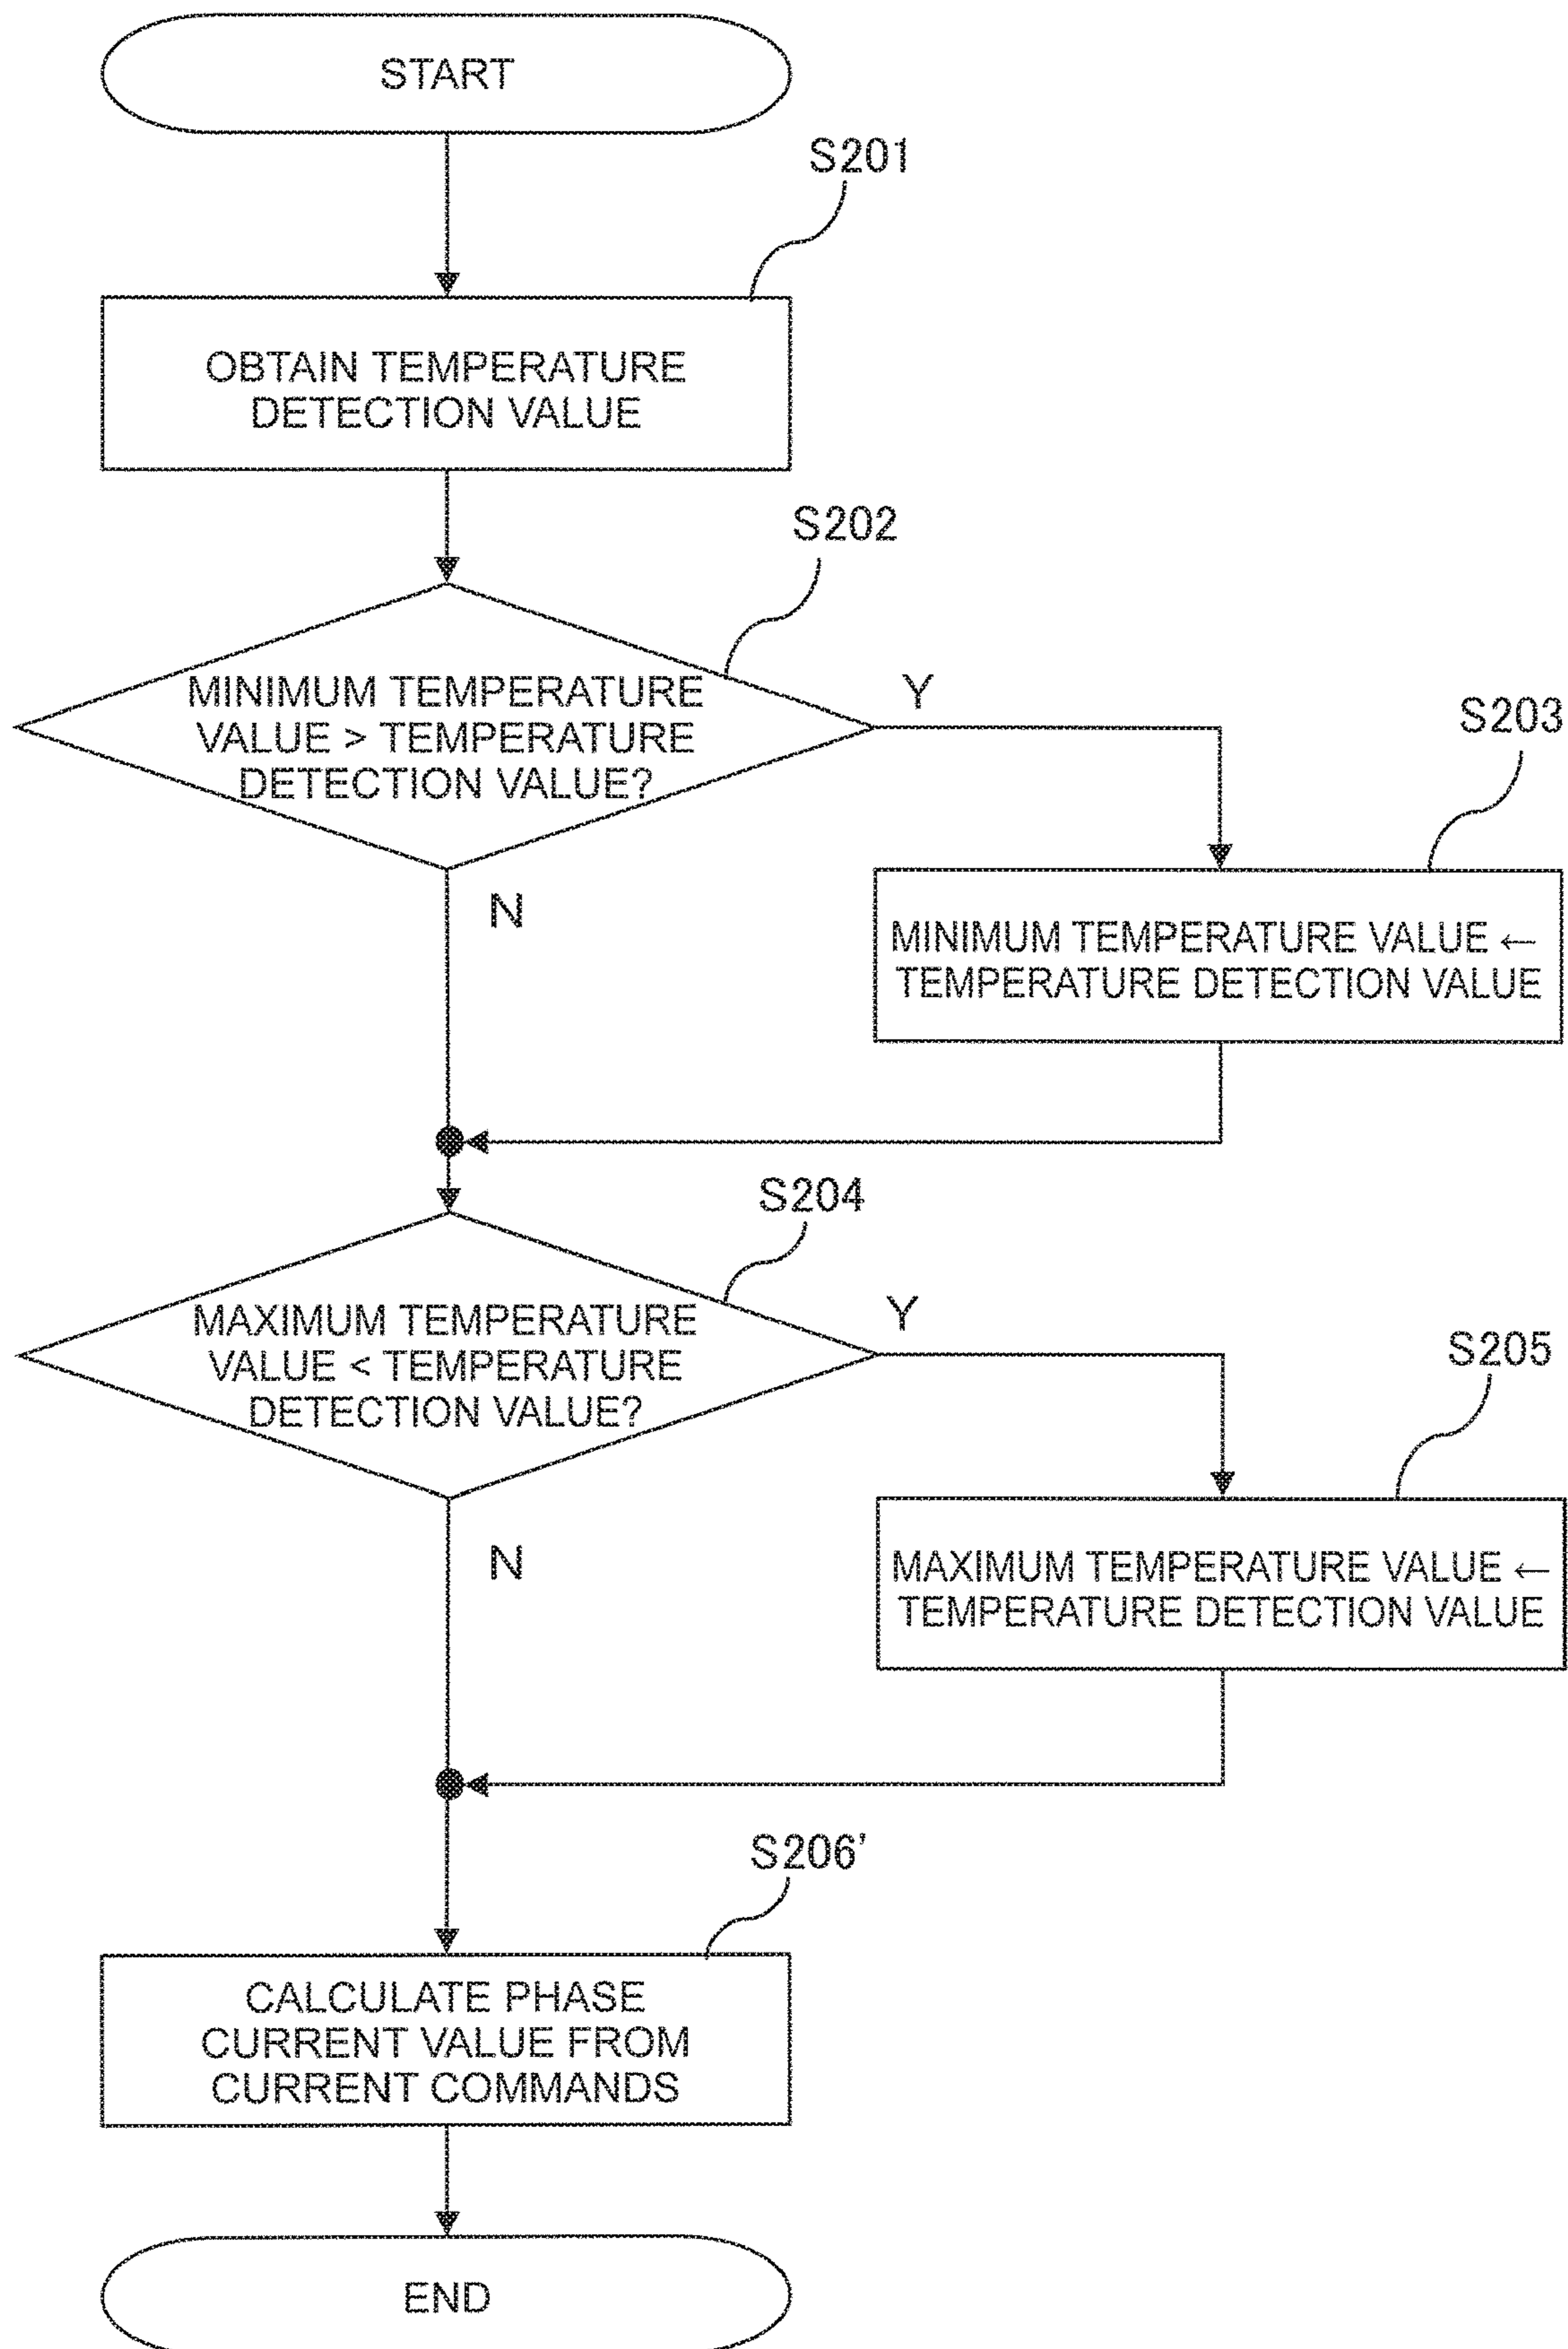 START
S201
OBTAIN TEMPERATURE
DETECTION VALUE
S202
MINIMUM TEMPERATURE
VALUE > TEMPERATURE
DETECTION VALUE?
Y
N
S203
MINIMUM TEMPERATURE VALUE ←
TEMPERATURE DETECTION VALUE
S204
MAXIMUM TEMPERATURE
VALUE < TEMPERATURE
DETECTION VALUE?
Y
N
S205
MAXIMUM TEMPERATURE VALUE ←
TEMPERATURE DETECTION VALUE
S206'
CALCULATE PHASE
CURRENT VALUE FROM
CURRENT COMMANDS
END